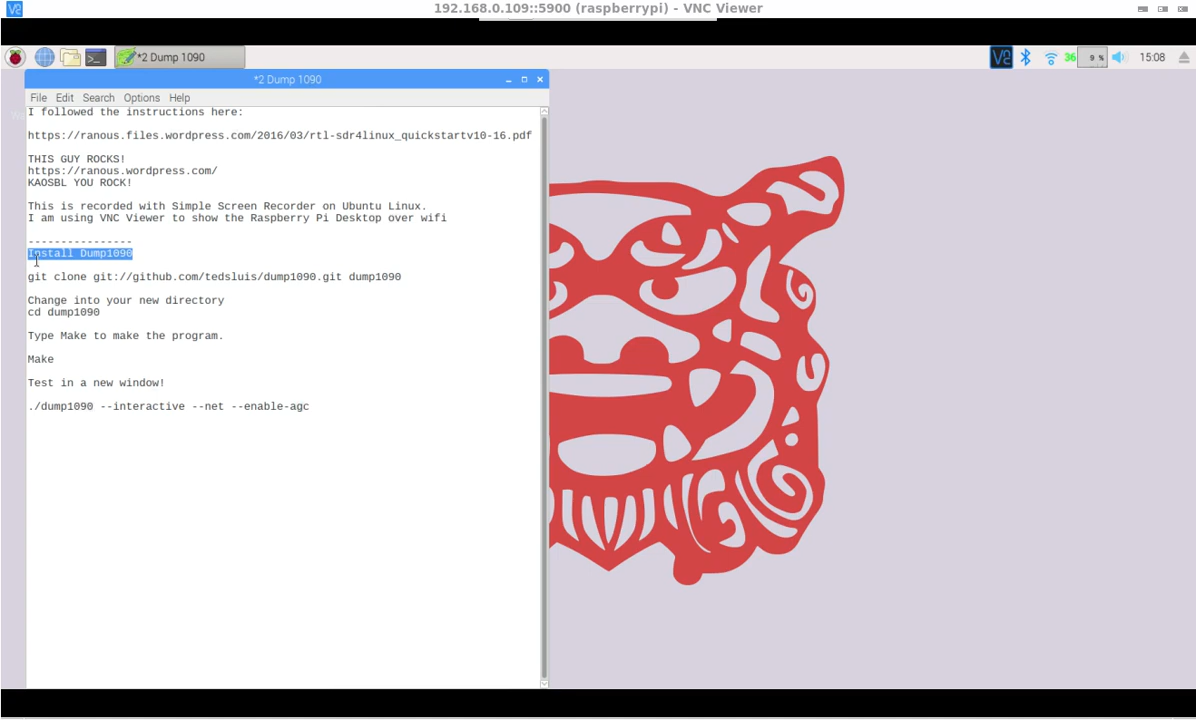 192.168.0.109::5900 (raspberrypi) - VNC Viewer
*2 Dump 1090
36
9 %
15:08
*2 Dump 1090
File Edit Search Options Help
I followed the instructions here:
https://ranous.files.wordpress.com/2016/03/rtl-sdr4linux_quickstartv10-16.pdf
THIS GUY ROCKS!
https://ranous.wordpress.com/
KAOSBL YOU ROCK!
This is recorded with Simple Screen Recorder on Ubuntu Linux.
I am using VNC Viewer to show the Raspberry Pi Desktop over wifi
----------------
Install Dump1090
git clone git://github.com/tedsluis/dump1090.git dump1090
Change into your new directory
cd dump1090
Type Make to make the program.
Make
Test in a new window!
./dump1090 --interactive --net --enable-agc